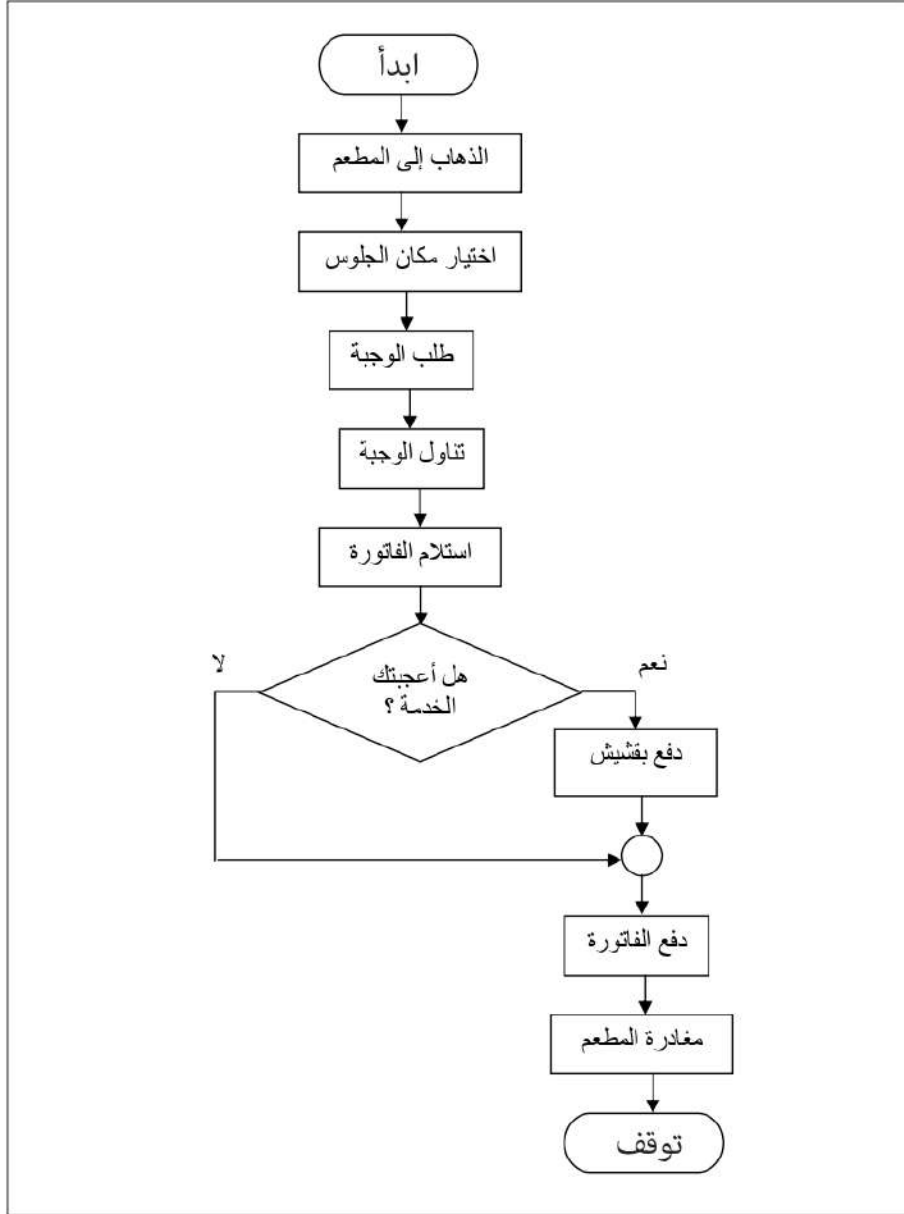 ابدأ
الذهاب إلى المطعم
اختيار مكان الجلوس
طلب الوجبة
تناول الوجبة
استلام الفاتورة
هل أعجبتك
الخدمة ؟
نعم
لا
دفع بقشيش
دفع الفاتورة
مغادرة المطعم
توقف